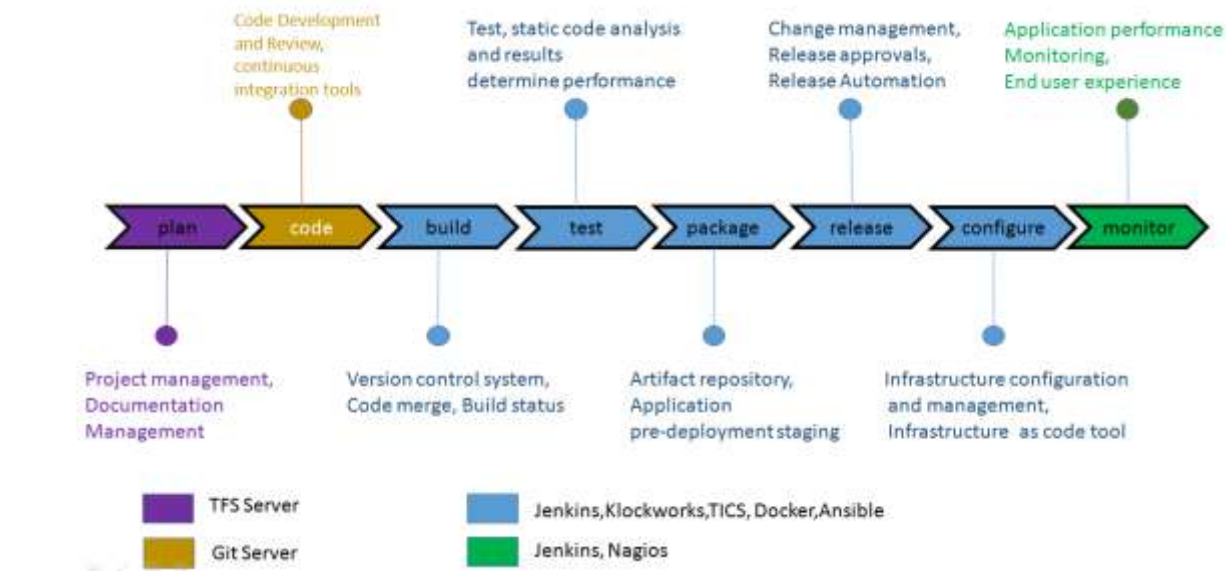 Code Development
and Review,
continuous
integration tools
Test, static code analysis
and results
determine performance
Change management,
Release approvals,
Release Automation
Application performance
Monitoring,
End user experience
plan
code
build
test
package
release
configure
monitor
Project management,
Documentation
Management
Version control system,
Code merge, Build status
Artifact repository,
Application
pre-deployment staging
Infrastructure configuration
and management,
Infrastructure as code tool
TFS Server
Jenkins,Klockworks,TICS, Docker,Ansible
Git Server
Jenkins, Nagios